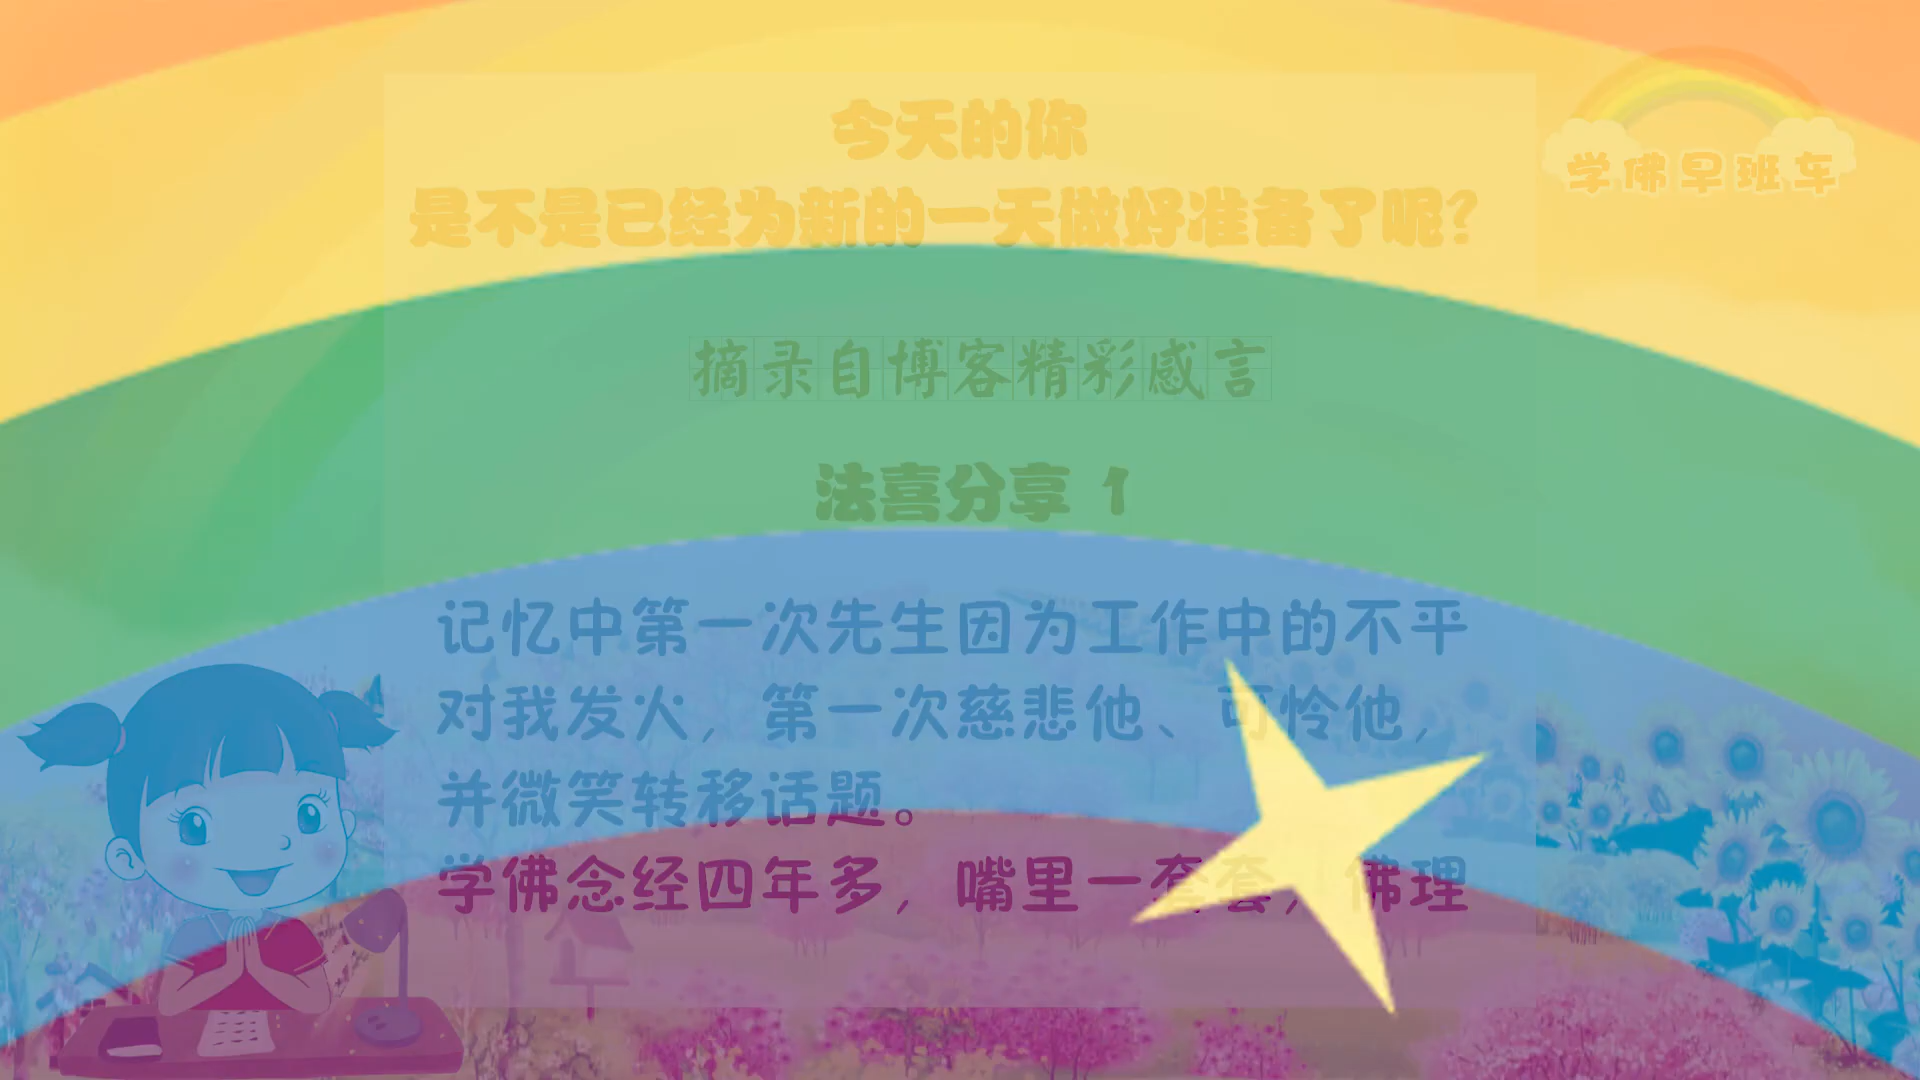 今天的你
学佛早班车
是不是已经为新的一天做好准备了呢?
摘录自博客精彩感言
法喜分享 1
记忆中第一次先生因为工作中的不平
对我发火，第一次慈悲他、可怜他，
并微笑转移话题。
学佛念经四年多，嘴里一套套，佛理